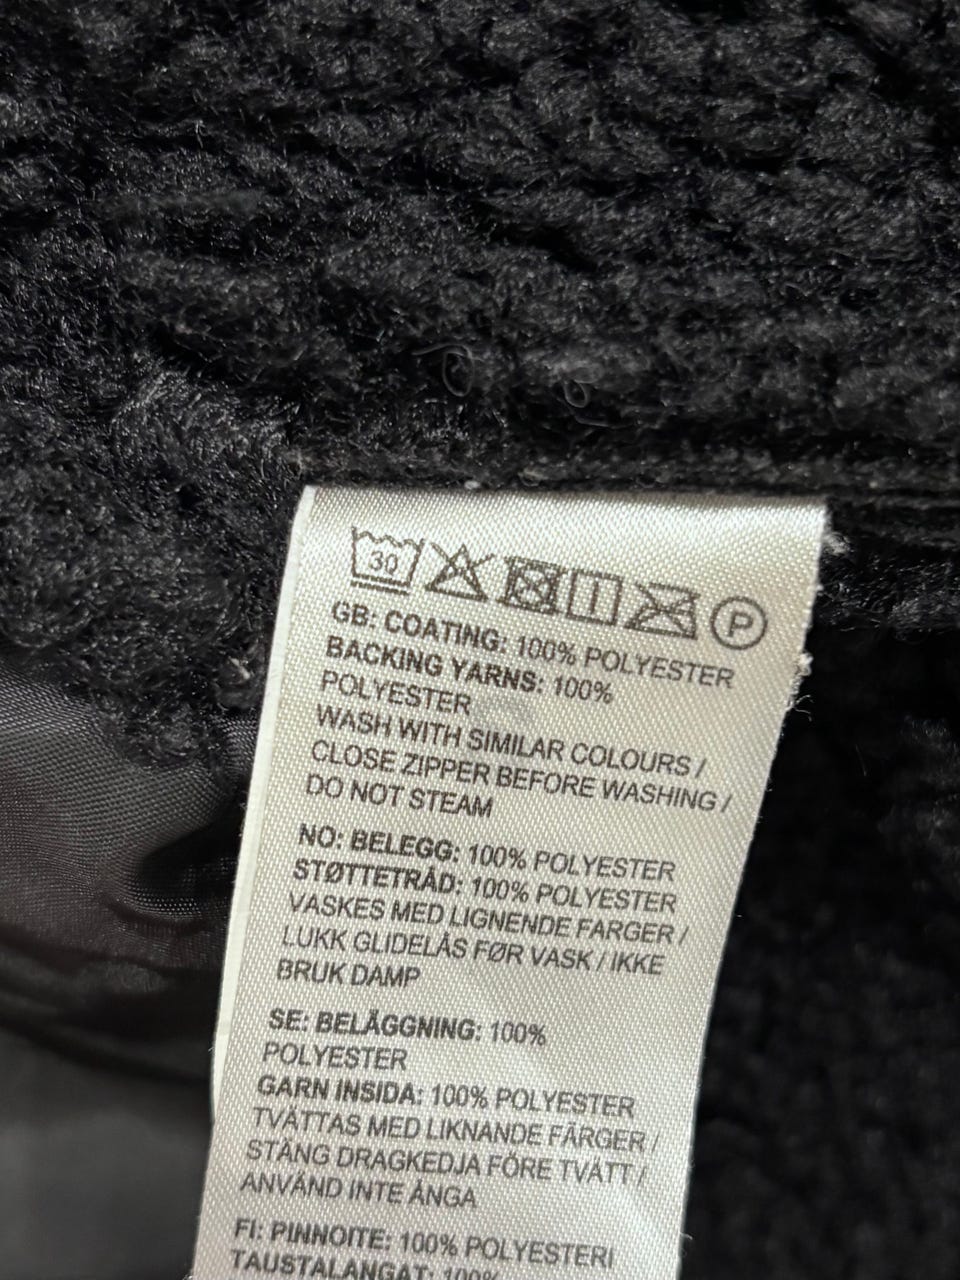 30 P
GB: COATING: 100% POLYESTER
BACKING YARNS: 100%
POLYESTER
WASH WITH SIMILAR COLOURS /
CLOSE ZIPPER BEFORE WASHING /
DO NOT STEAM
NO: BELEGG: 100% POLYESTER
STØTTETRÅD: 100% POLYESTER
VASKES MED LIGNENDE FARGER /
LUKK GLIDELÅS FØR VASK / IKKE
BRUK DAMP
SE: BELÄGGNING: 100%
POLYESTER
GARN INSIDA: 100% POLYESTER
TVÄTTAS MED LIKNANDE FÄRGER /
STÄNG DRAGKEDJA FÖRE TVÄTT /
ANVÄND INTE ÅNGA
FI: PINNOITE: 100% POLYESTERI
TAUSTALANGAT: 100%